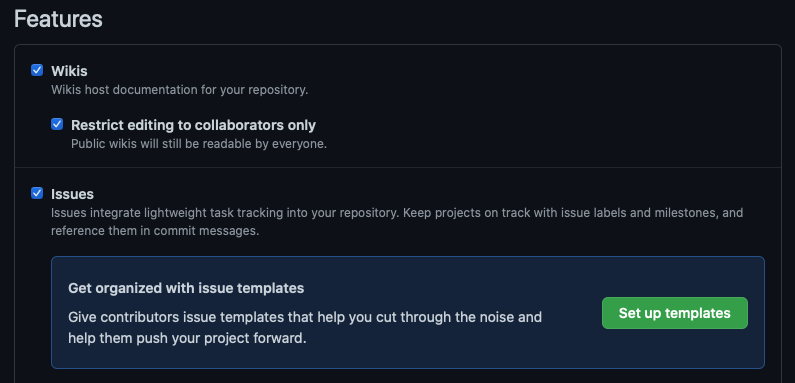 Features
Wikis
Wikis host documentation for your repository.
Restrict editing to collaborators only
Public wikis will still be readable by everyone.
Issues
Issues integrate lightweight task tracking into your repository. Keep projects on track with issue labels and milestones, and
reference them in commit messages.
Get organized with issue templates
Give contributors issue templates that help you cut through the noise and
help them push your project forward.
Set up templates